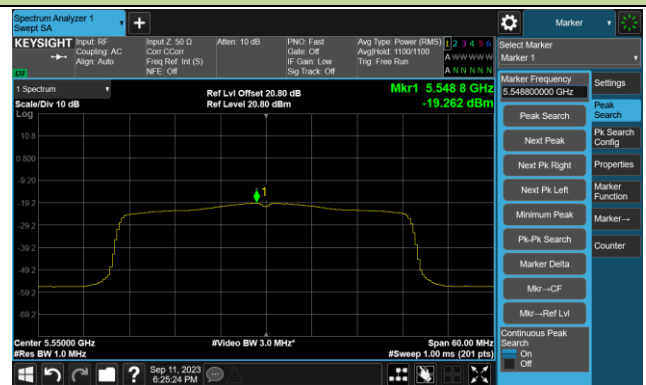 Spectrum Analyzer 1
Swept SA
+
Marker
KEYSIGHT
Input: RF
Coupling: AC
Align: Auto
Input Z: 50 Ω
Corr CCorr
Freq Ref: Int (S)
NFE: Off
Atten: 10 dB
PNO: Fast
Gate: Off
IF Gain: Low
Sig Track: Off
Avg Type: Power (RMS)
Avg|Hold: 1100/1100
Trig: Free Run
1 2 3 4 5 6
A W W W W W
A N N N N N
LXI
1 Spectrum
Scale/Div 10 dB
Log
Ref Lvl Offset 20.80 dB
Ref Level 20.80 dBm
Mkr1 5.548 8 GHz
-19.262 dBm
10.8
0.800
-9.20
-19.2
-29.2
-39.2
-49.2
-59.2
-69.2
1
Center 5.55000 GHz
#Res BW 1.0 MHz
#Video BW 3.0 MHz*
Span 60.00 MHz
#Sweep 1.00 ms (201 pts)
Select Marker
Marker 1
Marker Frequency
5.548800000 GHz
Peak Search
Next Peak
Next Pk Right
Next Pk Left
Minimum Peak
Pk-Pk Search
Marker Delta
Mkr→CF
Mkr→Ref Lvl
Continuous Peak
Search
On
Off
Settings
Peak
Search
Pk Search
Config
Properties
Marker
Function
Marker→
Counter
?
Sep 11, 2023
6:25:24 PM